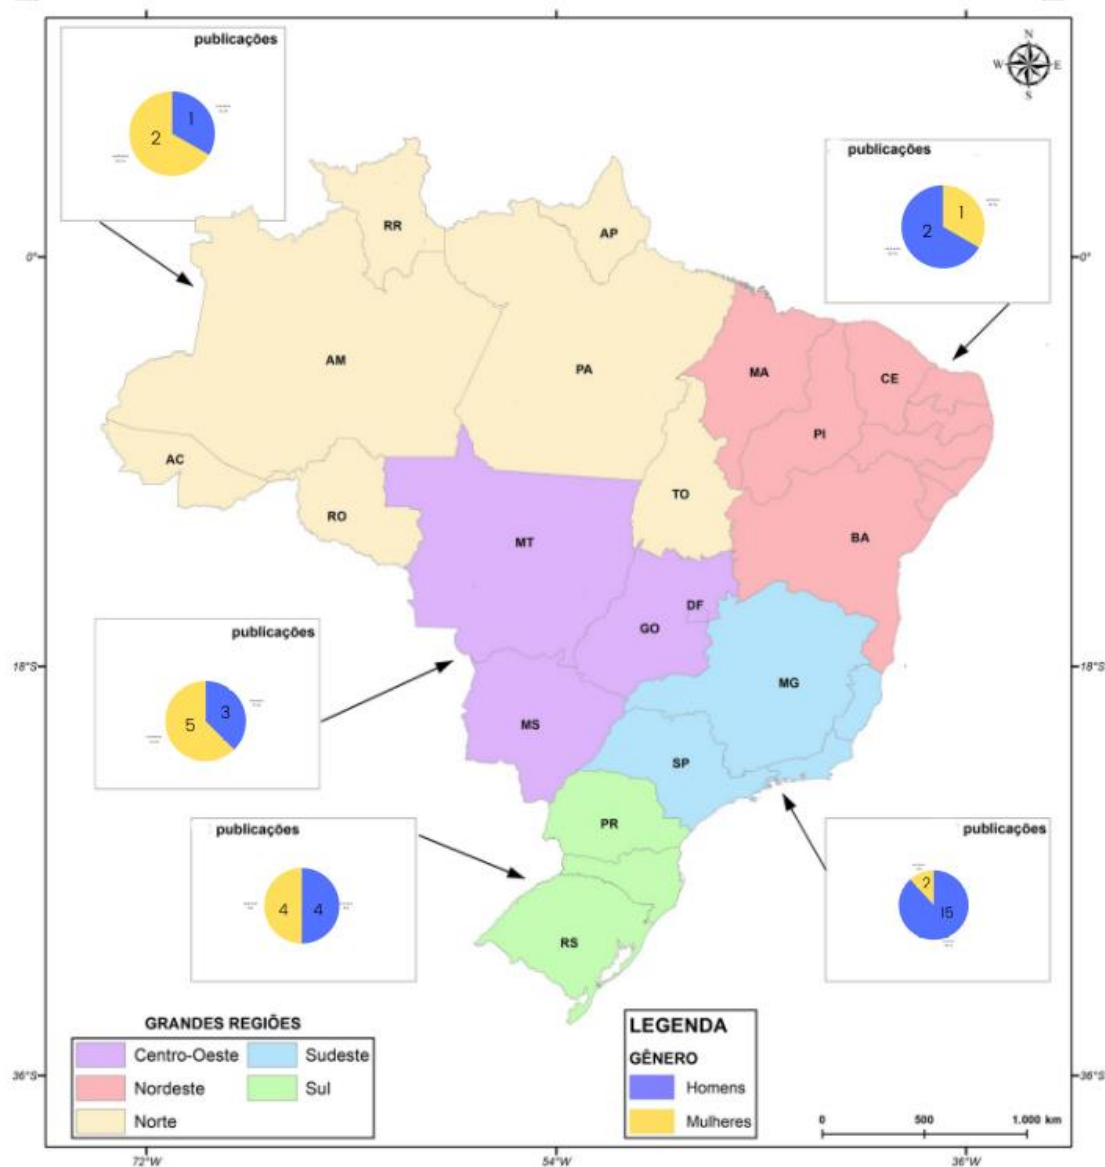 publicações
1
2
N
W
E
S
publicações
1
2
RR
AP
0°
0°
AM
PA
MA
CE
PI
AC
TO
RO
BA
MT
DF
GO
publicações
18°S
18°S
MG
5
3
MS
SP
publicações
PR
publicações
4
4
2
15
RS
GRANDES REGIÕES
Centro-Oeste
Sudeste
Nordeste
Sul
Norte
LEGENDA
GÊNERO
Homens
Mulheres
36°S
36°S
0
500
1.000 km
72°W
54°W
36°W